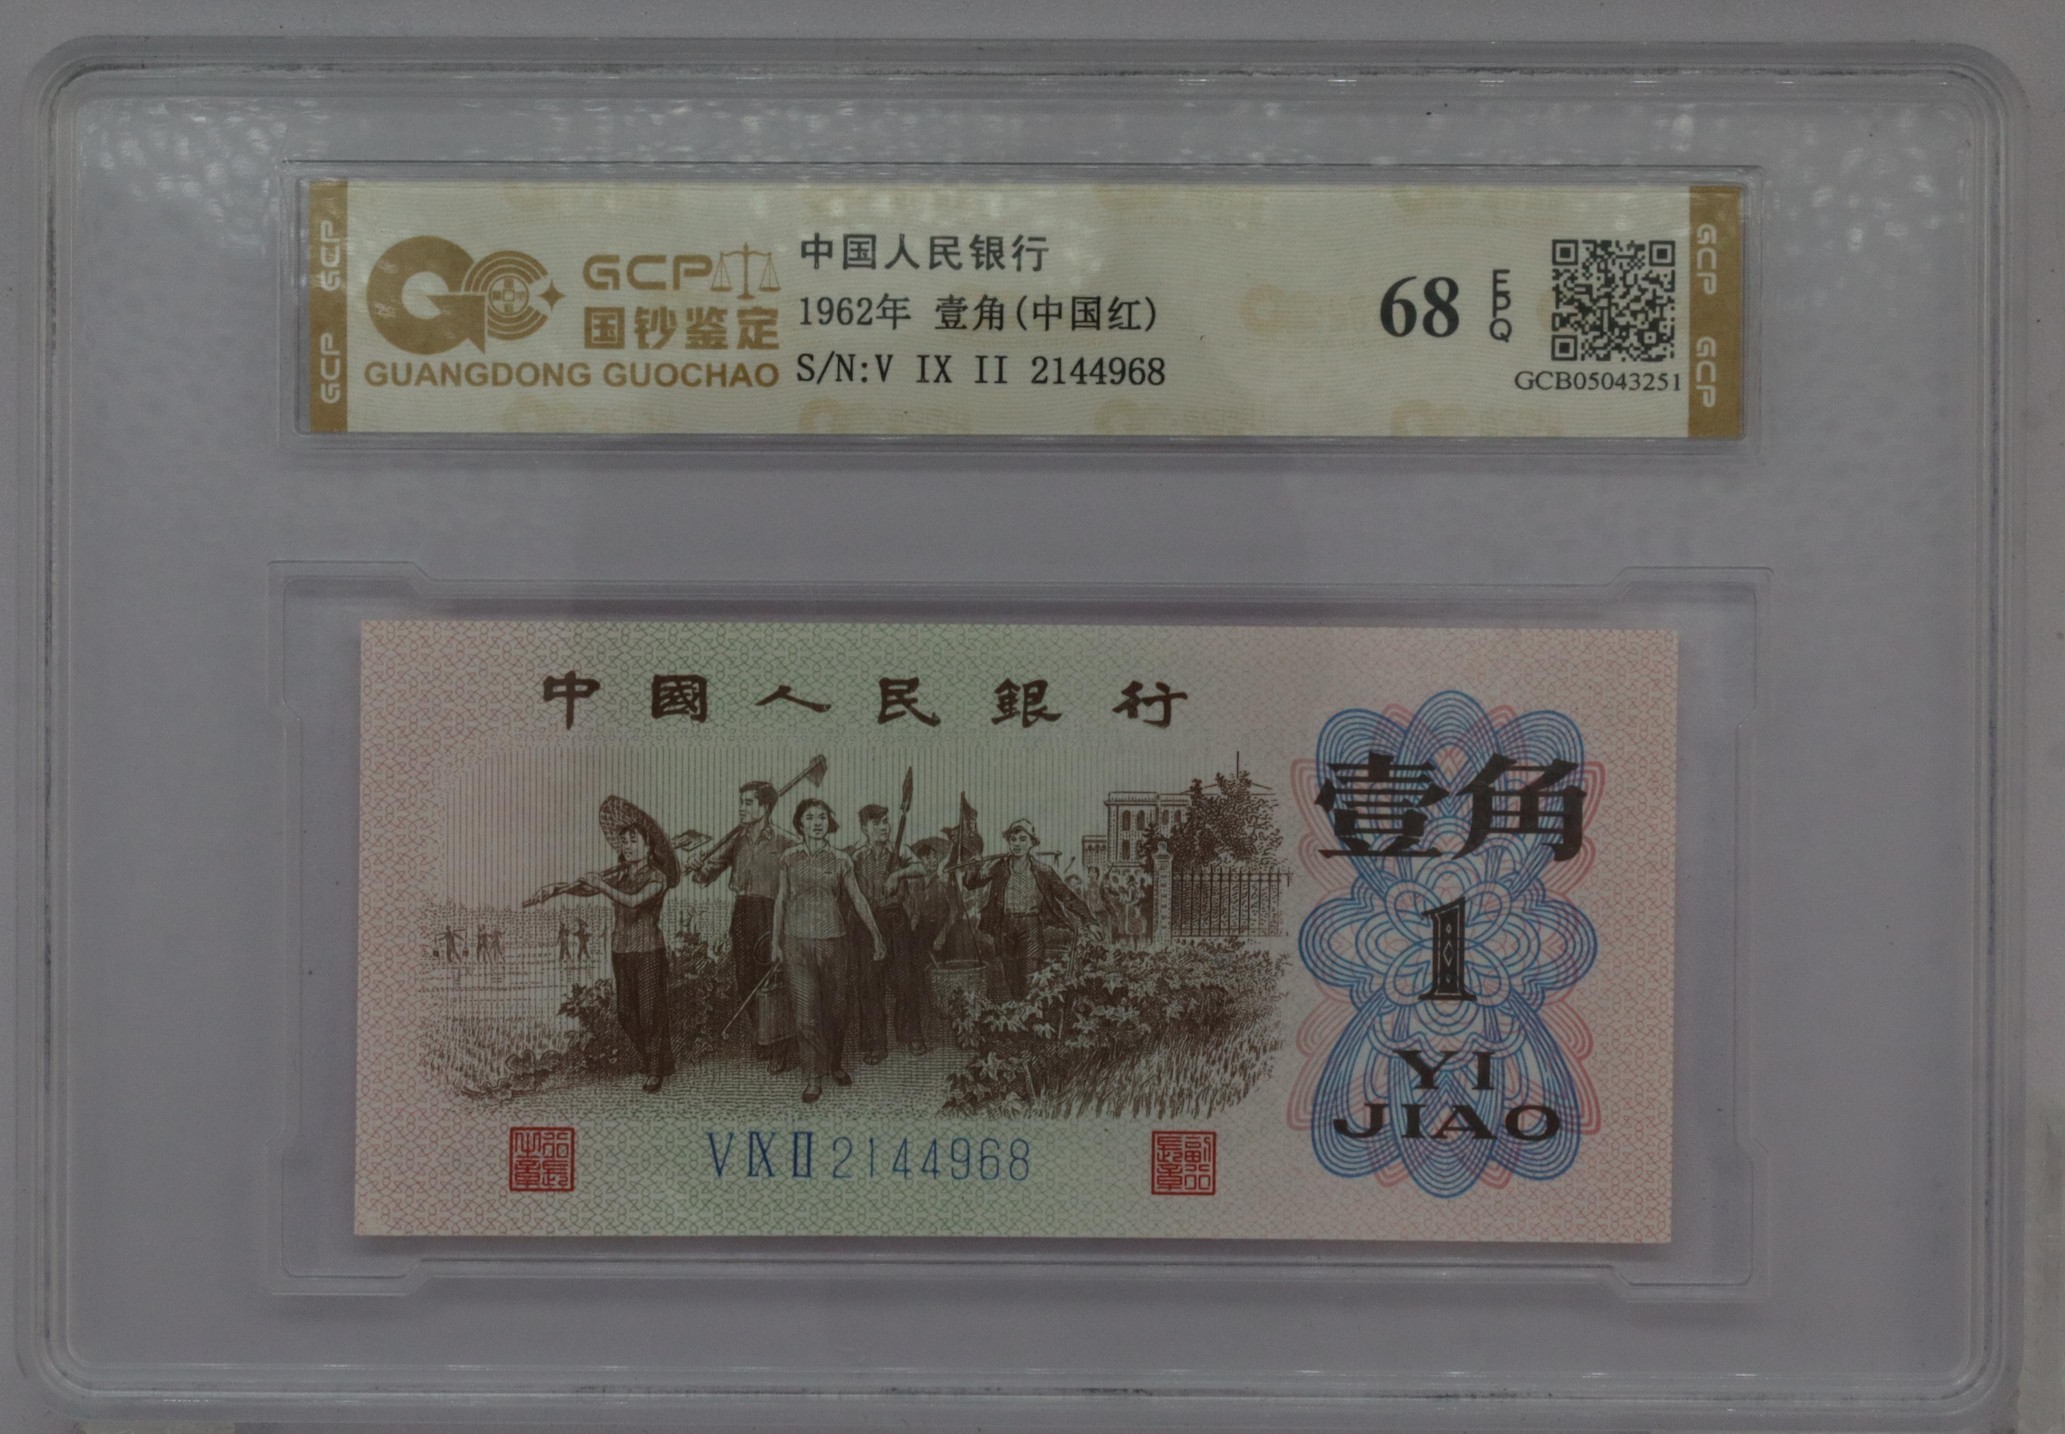 GCP GCP
GCP
国钞鉴定
GUANGDONG GUOCHAO
中国人民银行
1962年 壹角(中国红)
S/N:V IX II 2144968
68
EPQ
GCB05043251
GCP GCP
中國人民銀行
壹角
1
YI
JIAO
V IX II 2144968